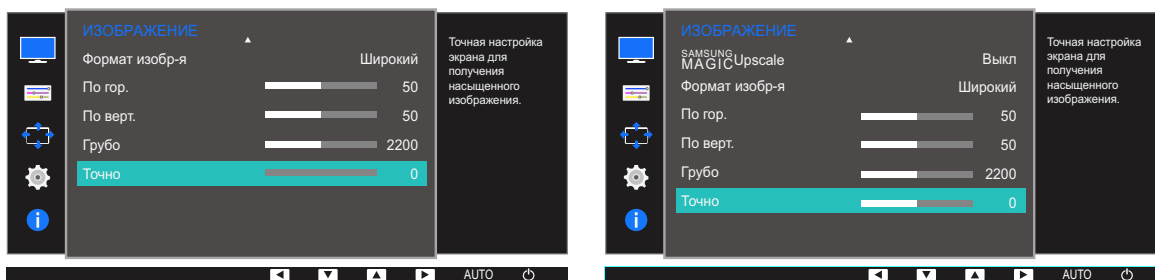 ИЗОБРАЖЕНИЕ
Формат изобр-я Широкий
По гор. 50
По верт. 50
Грубо 2200
Точно 0
Точная настройка
экрана для
получения
насыщенного
изображения.
AUTO
ИЗОБРАЖЕНИЕ
SAMSUNG
MAGIC Upscale Выкл
Формат изобр-я Широкий
По гор. 50
По верт. 50
Грубо 2200
Точно 0
Точная настройка
экрана для
получения
насыщенного
изображения.
AUTO